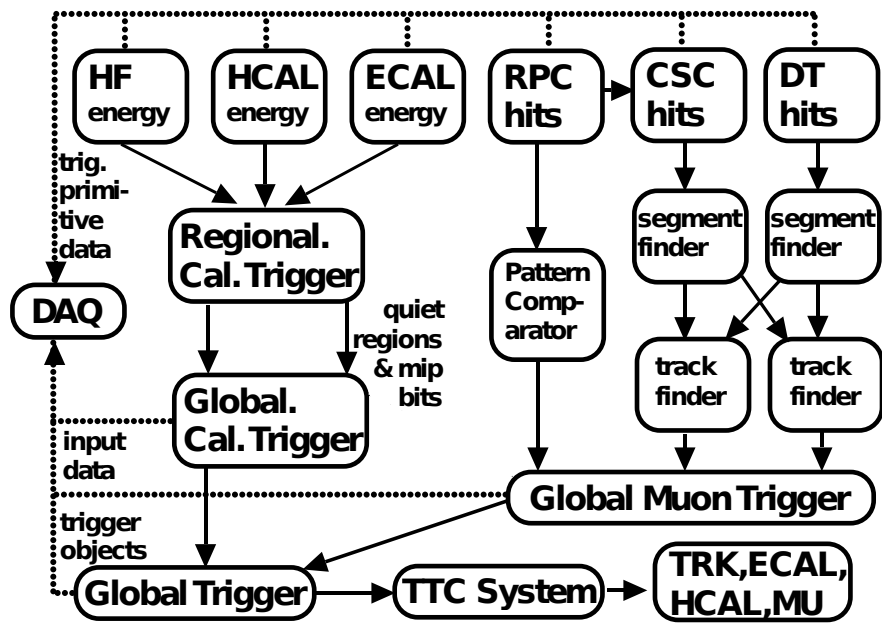 HF
energy
HCAL
energy
ECAL
energy
RPC
hits
CSC
hits
DT
hits
trig.
primi-
tive
data
Regional.
Cal. Trigger
segment
finder
segment
finder
Pattern
Comp-
arator
DAQ
quiet
regions
& mip
bits
track
finder
track
finder
Global.
Cal. Trigger
input
data
Global Muon Trigger
trigger
objects
Global Trigger
TTC System
TRK,ECAL,
HCAL,MU